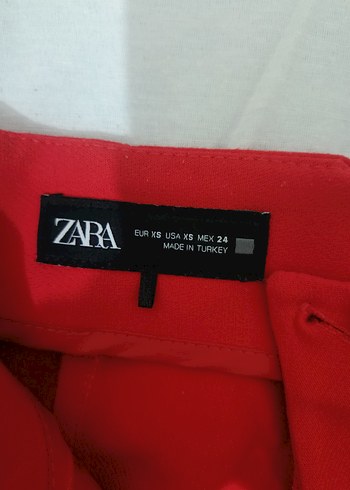 ZARA
EUR XS USA XS MEX 24
MADE IN TURKEY